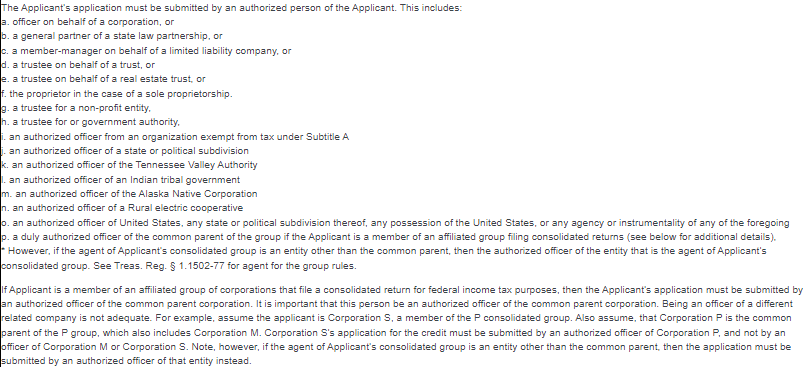 The Applicant's application must be submitted by an authorized person of the Applicant. This includes:
a. officer on behalf of a corporation, or
b. a general partner of a state law partnership, or
c. a member-manager on behalf of a limited liability company, or
d. a trustee on behalf of a trust, or
e. a trustee on behalf of a real estate trust, or
f. the proprietor in the case of a sole proprietorship.
g. a trustee for a non-profit entity,
h. a trustee for or government authority,
i. an authorized officer from an organization exempt from tax under Subtitle A
j. an authorized officer of a state or political subdivision
k. an authorized officer of the Tennessee Valley Authority
l. an authorized officer of an Indian tribal government
m. an authorized officer of the Alaska Native Corporation
n. an authorized officer of a Rural electric cooperative
o. an authorized officer of United States, any state or political subdivision thereof, any possession of the United States, or any agency or instrumentality of any of the foregoing
p. a duly authorized officer of the common parent of the group if the Applicant is a member of an affiliated group filing consolidated returns (see below for additional details),
* However, if the agent of Applicant's consolidated group is an entity other than the common parent, then the authorized officer of the entity that is the agent of Applicant's
consolidated group. See Treas. Reg. § 1.1502-77 for agent for the group rules.
If Applicant is a member of an affiliated group of corporations that file a consolidated return for federal income tax purposes, then the Applicant's application must be submitted by
an authorized officer of the common parent corporation. It is important that this person be an authorized officer of the common parent corporation. Being an officer of a different
related company is not adequate. For example, assume the applicant is Corporation S, a member of the P consolidated group. Also assume, that Corporation P is the common
parent of the P group, which also includes Corporation M. Corporation S's application for the credit must be submitted by an authorized officer of Corporation P, and not by an
officer of Corporation M or Corporation S. Note, however, if the agent of Applicant's consolidated group is an entity other than the common parent, then the application must be
submitted by an authorized officer of that entity instead.